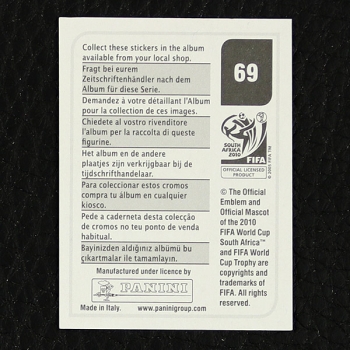 Collect these stickers in the album
available from your local shop.
Fragt bei eurem
Zeitschriftenhändler nach dem
Album für diese Serie.
Demandez à votre détaillant l'Album
pour la collection de ces images.
Chiedete al vostro rivenditore
l'album per la raccolta di queste
figurine.
Het album en de andere
plaatjes zijn verkrijgbaar bij de
tijdschrifthandelaar.
Para coleccionar estos cromos
compra tu álbum en cualquier
kiosco.
Pede a caderneta desta colecção
de cromos no teu ponto de venda
habitual.
Bayinizden aldığınız albümü bu
çıkartmalar ile tamamlayın.
Manufactured under licence by
PANINI
Made in Italy. www.paninigroup.com
69
SOUTH AFRICA
2010
FIFA
OFFICIAL LICENSED
PRODUCT
© The Official
Emblem and
Official Mascot
of the 2010
FIFA World Cup
South Africa™
and FIFA World
Cup Trophy are
copyrights and
trademarks of
FIFA. All rights
reserved.